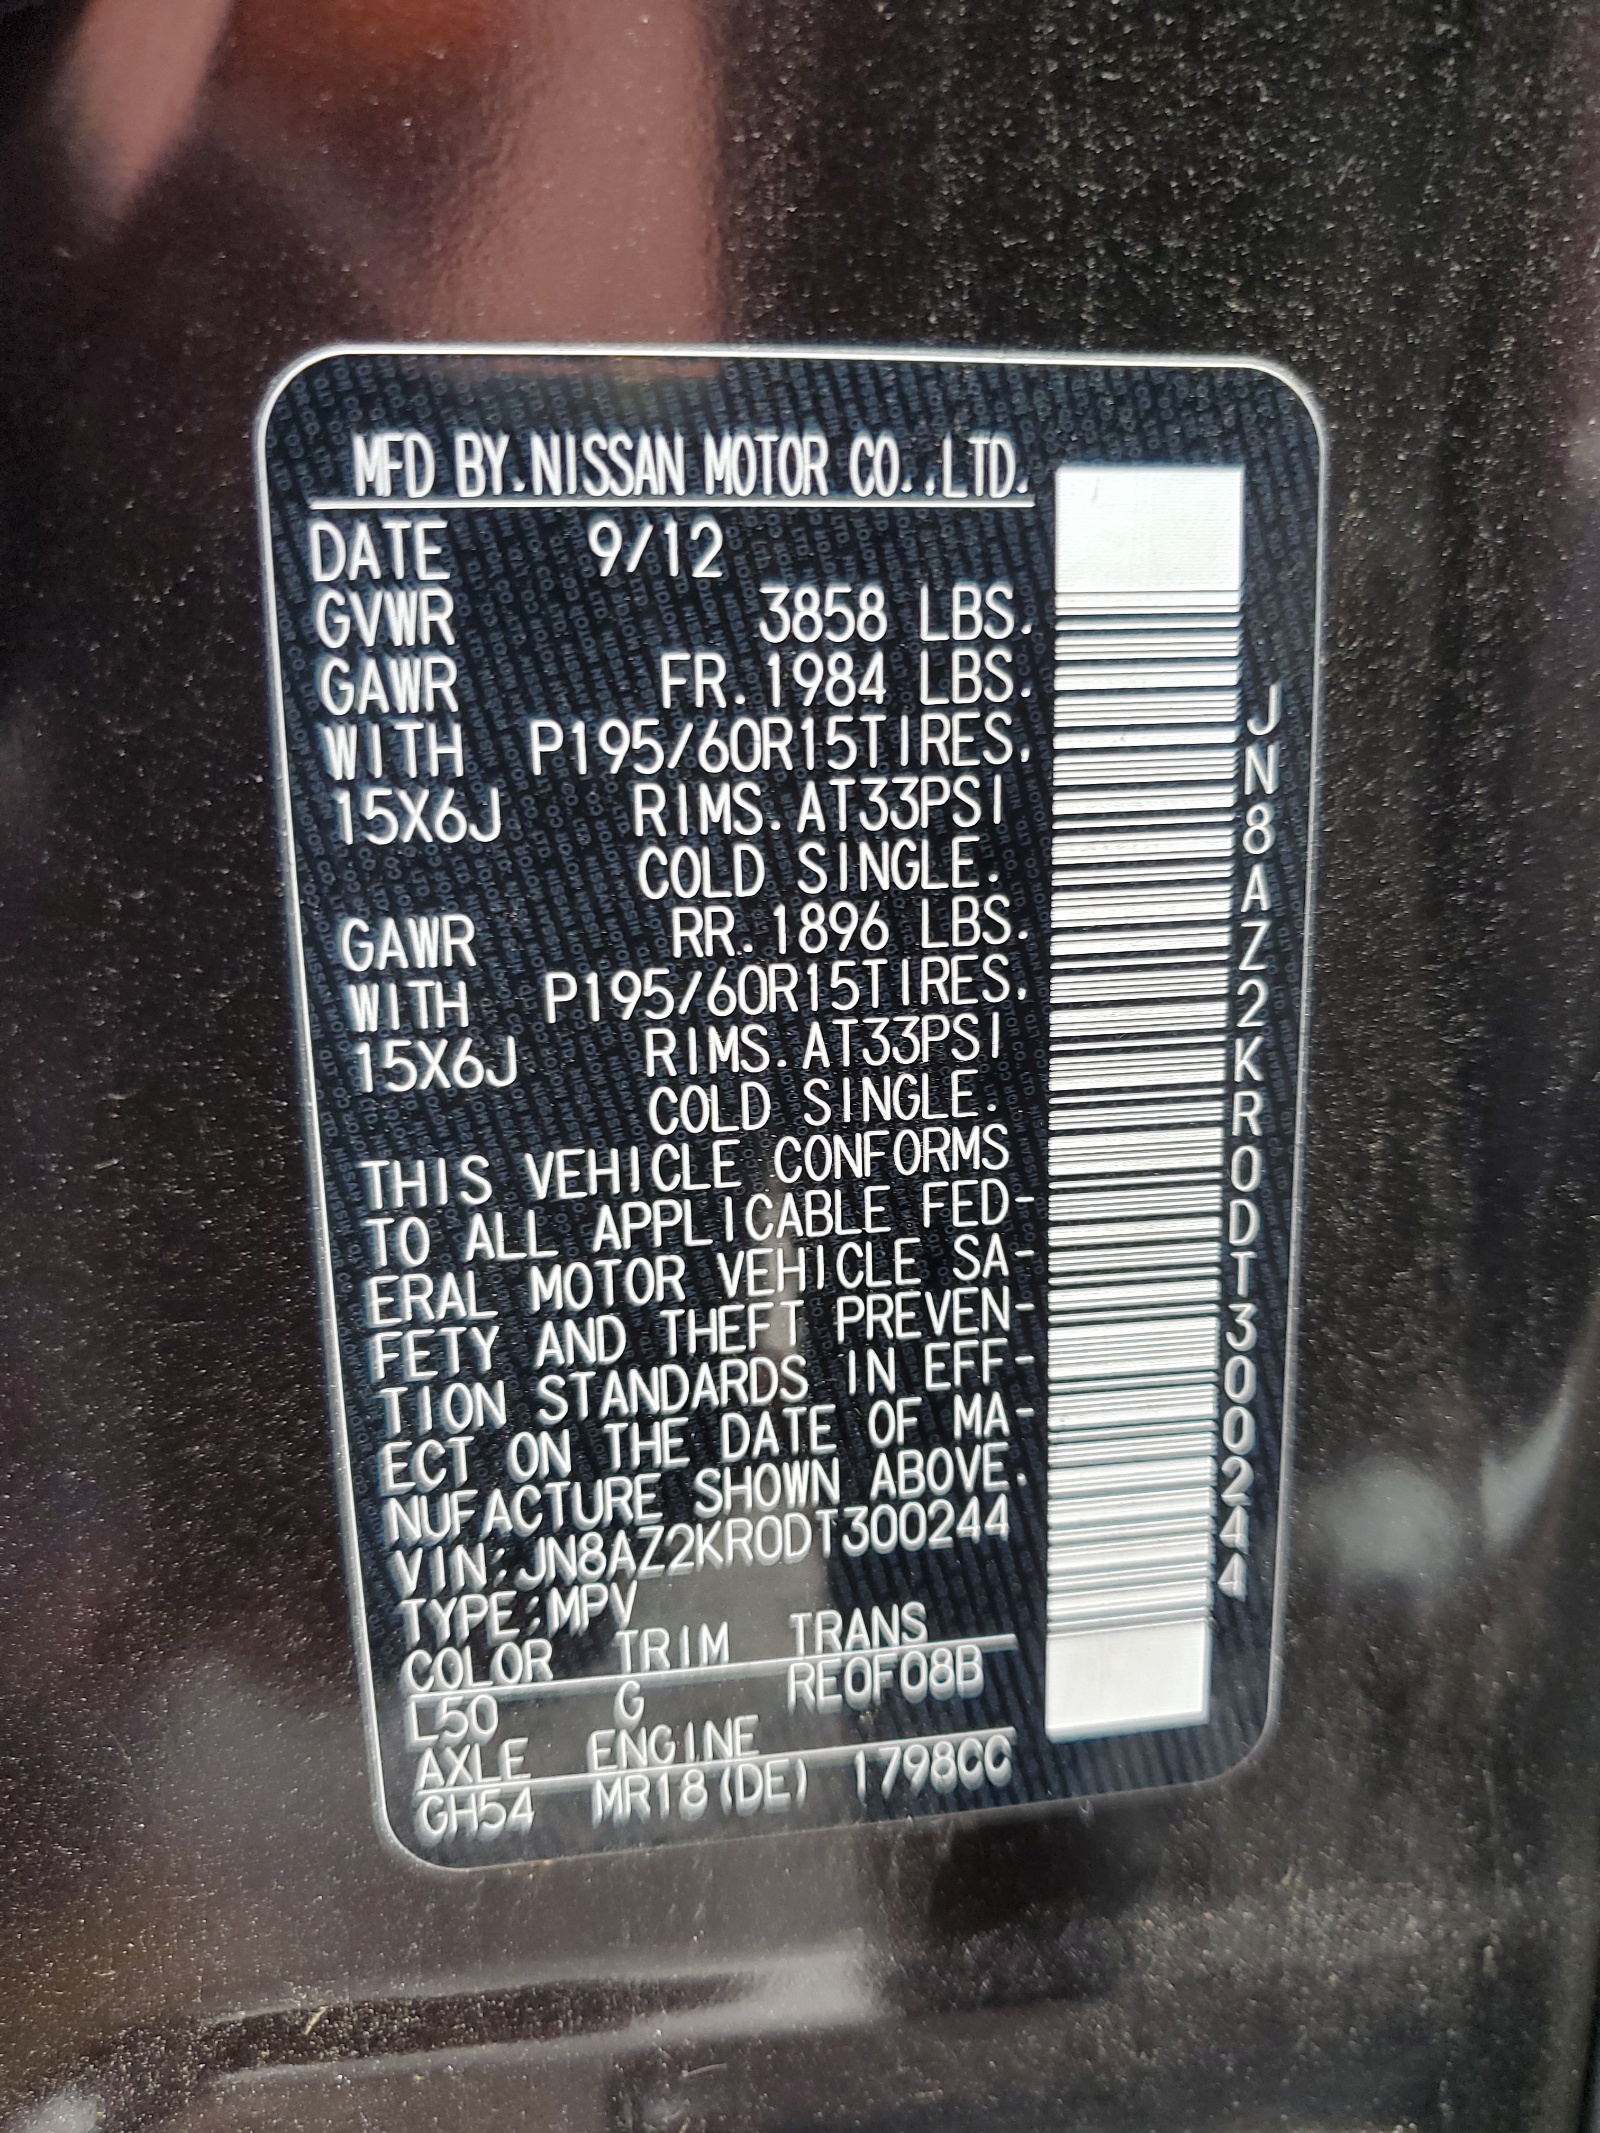 MFD BY.NISSAN MOTOR CO.,LTD.
DATE 9/12
GVWR 3858 LBS.
GAWR FR.1984 LBS.
WITH P195/60R15TIRES.
15X6J RIMS.AT33PSI
COLD SINGLE.
GAWR RR.1896 LBS.
WITH P195/60R15TIRES.
15X6J RIMS.AT33PSI
COLD SINGLE.
THIS VEHICLE CONFORMS
TO ALL APPLICABLE FED-
ERAL MOTOR VEHICLE SA-
FETY AND THEFT PREVEN-
TION STANDARDS IN EFF-
ECT ON THE DATE OF MA-
NUFACTURE SHOWN ABOVE.
VIN:JN8AZ2KR0DT300244
TYPE:MPV
COLOR TRIM TRANS
L50 G RE0F08B
AXLE ENGINE
GH54 MR18(DE) 1798CC
JN8AZ2KR0DT300244